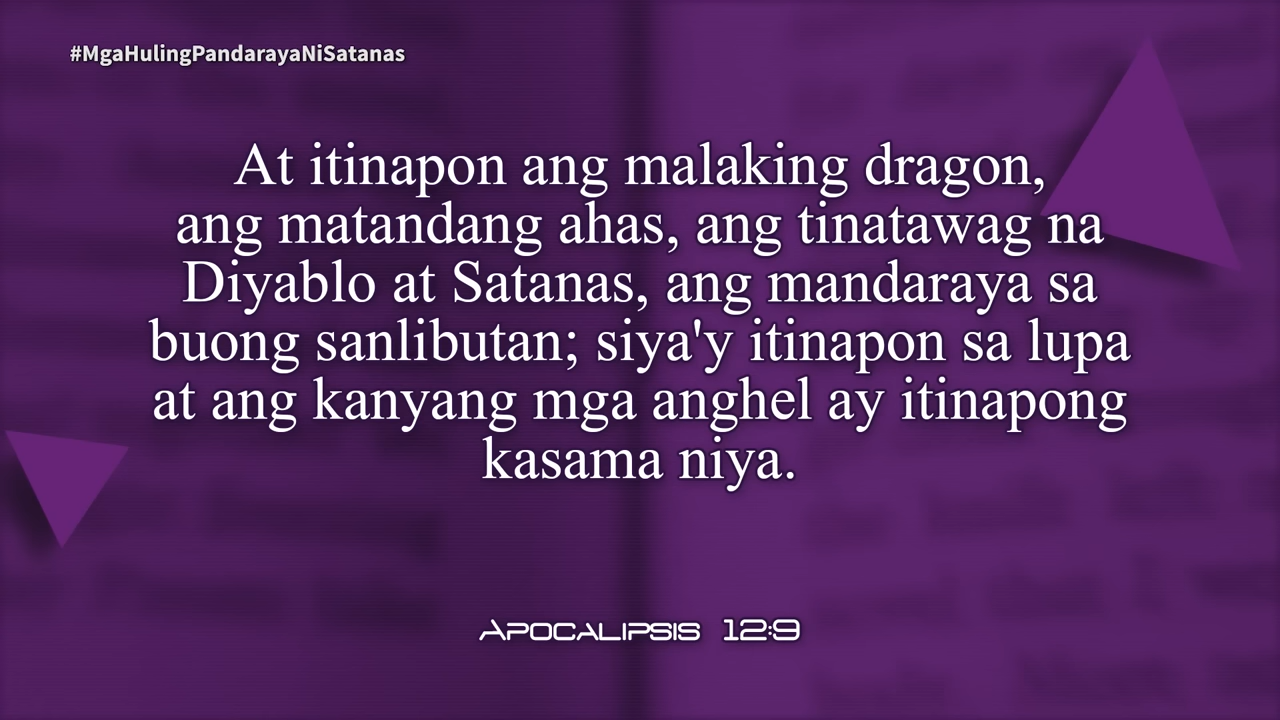 #MgaHulingPandarayaNiSatanas
At itinapon ang malaking dragon,
ang matandang ahas, ang tinatawag na
Diyablo at Satanas, ang mandaraya sa
buong sanlibutan; siya'y itinapon sa lupa
at ang kanyang mga anghel ay itinapong
kasama niya.
Apocalipsis 12:9